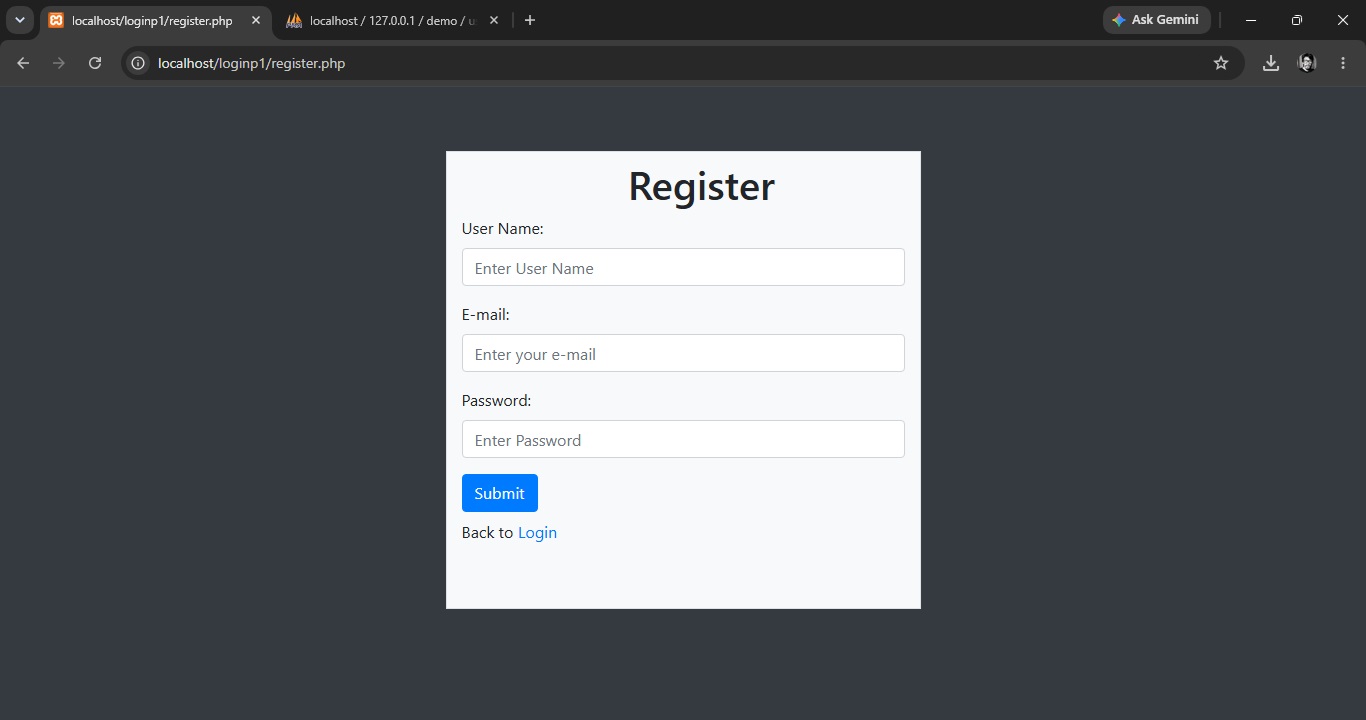 localhost/loginp1/register.php
localhost / 127.0.0.1 / demo / u
Ask Gemini
localhost/loginp1/register.php
Register
User Name:
Enter User Name
E-mail:
Enter your e-mail
Password:
Enter Password
Submit
Back to Login